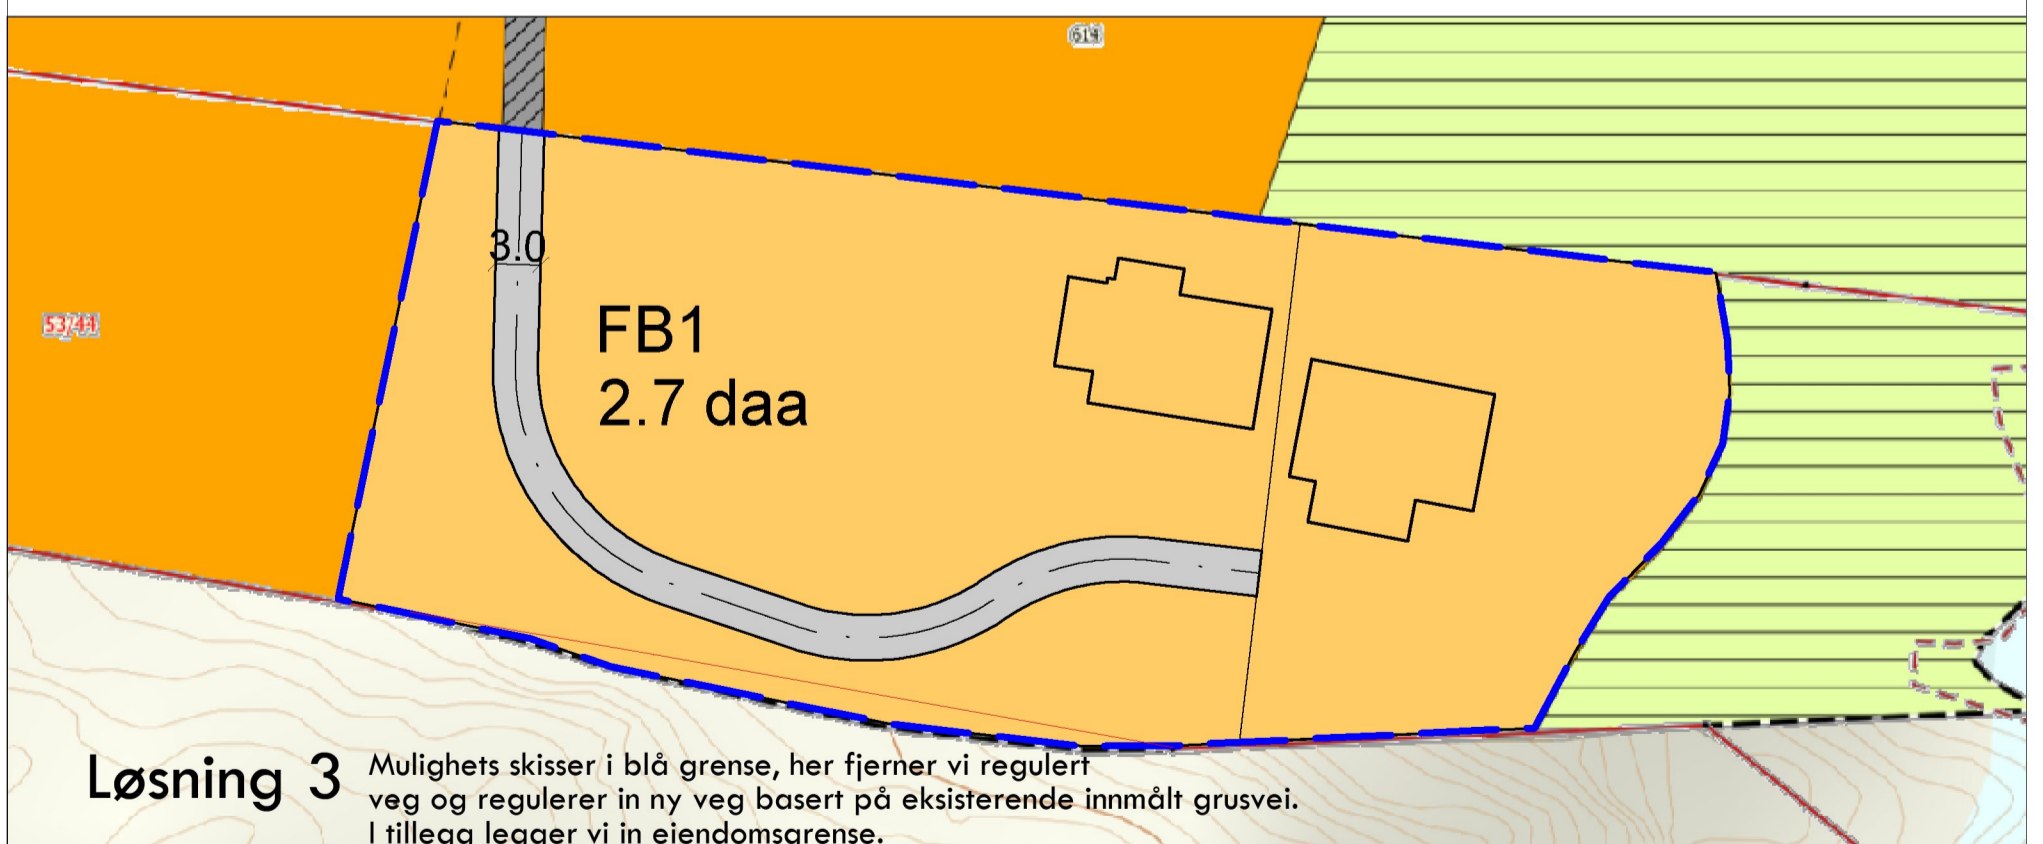 614
3.0
53/44
FB1
2.7 daa
Løsning 3
Mulighets skisser i blå grense, her fjerner vi regulert
veg og regulerer in ny veg basert på eksisterende innmålt grusvei.
I tillegg legger vi in eiendomsgrense.